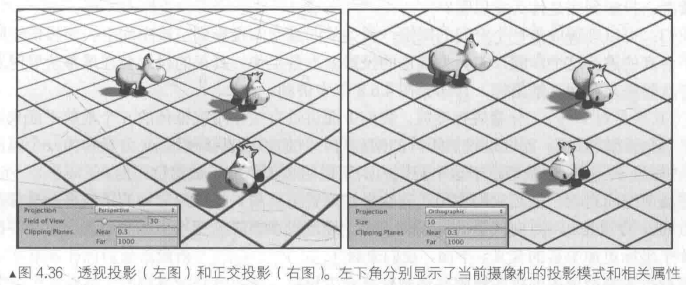 Projection Perspective
Field of View 30
Clipping Planes Near 0.3
Far 1000
Projection Orthographic
Size 10
Clipping Planes Near 0.3
Far 1000
▲图 4.36 透视投影(左图)和正交投影(右图)。左下角分别显示了当前摄像机的投影模式和相关属性